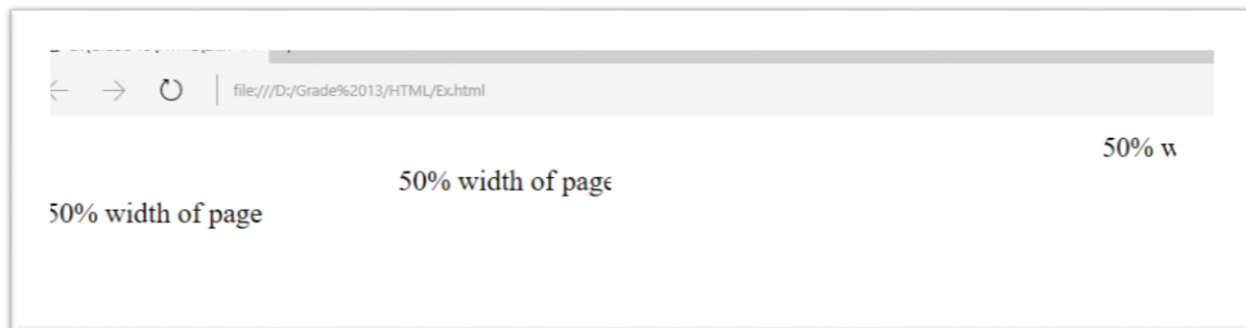 file:///D:/Grade%2013/HTML/Ex.html
50% w
50% width of page
50% width of page